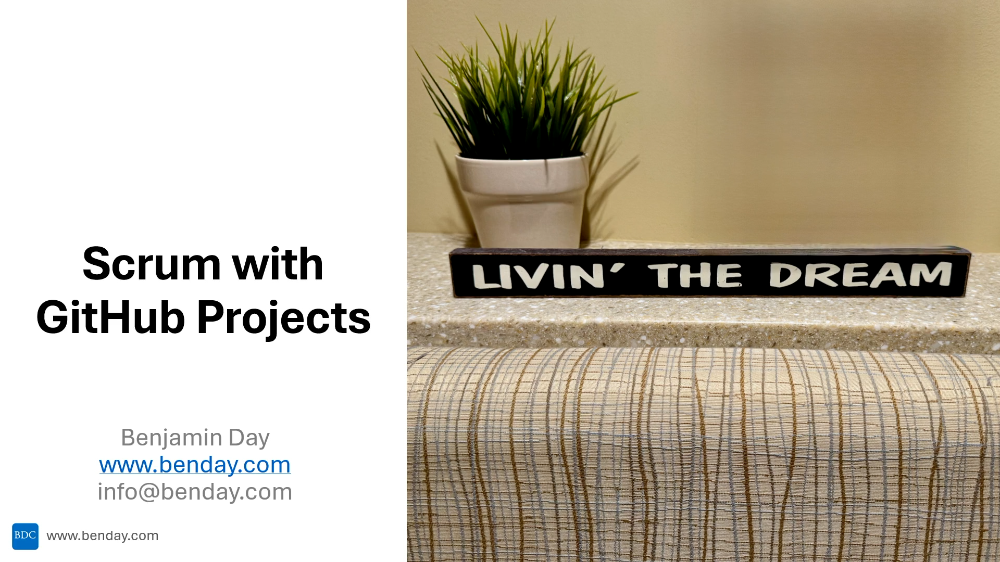 Scrum with
GitHub Projects
Benjamin Day
www.benday.com
info@benday.com
BDC www.benday.com
LIVIN' THE DREAM